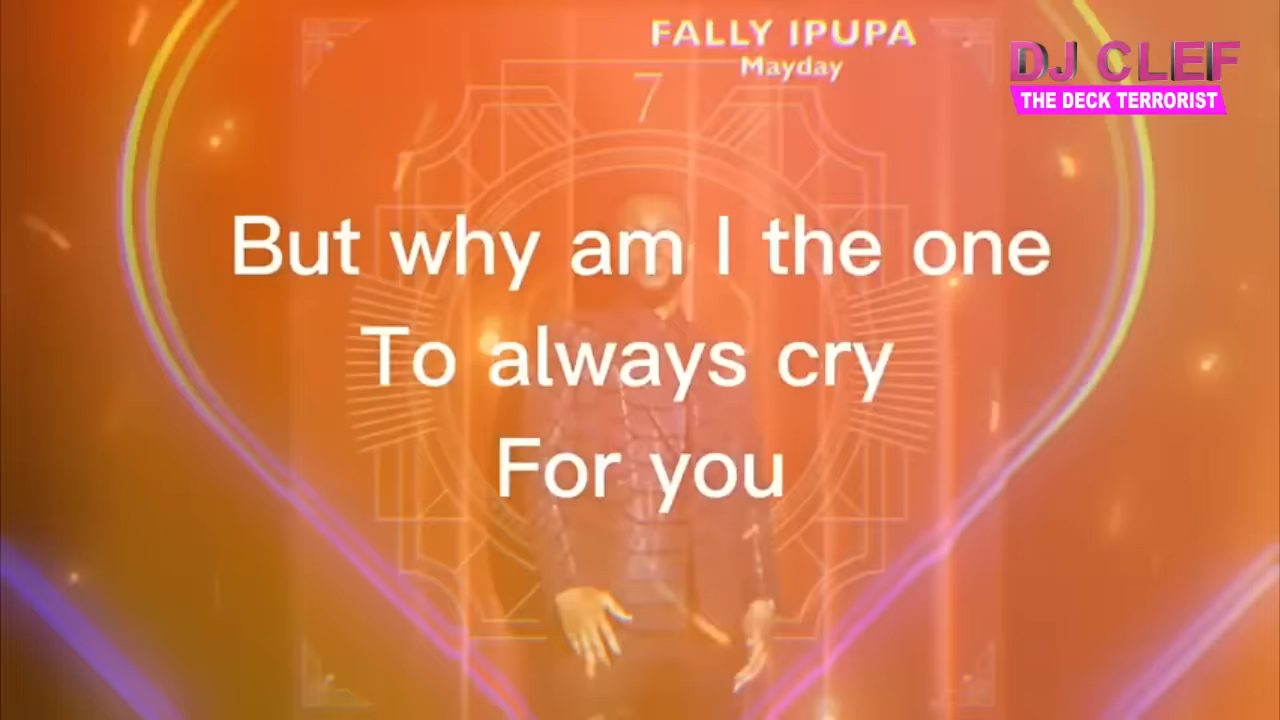 FALLY IPUPA
Mayday
DJ CLEF
THE DECK TERRORIST
7
But why am I the one
To always cry
For you